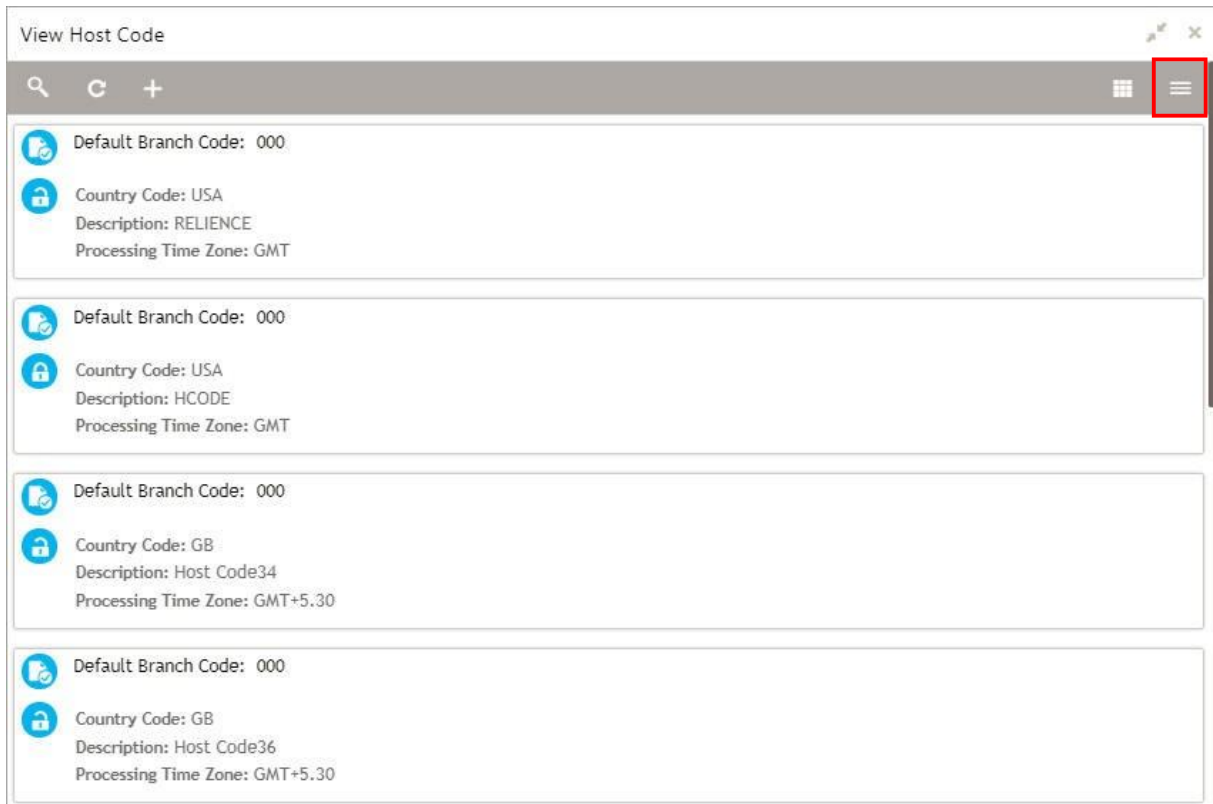 View Host Code
Default Branch Code: 000
Country Code: USA
Description: RELIENCE
Processing Time Zone: GMT
Default Branch Code: 000
Country Code: USA
Description: HCODE
Processing Time Zone: GMT
Default Branch Code: 000
Country Code: GB
Description: Host Code34
Processing Time Zone: GMT+5.30
Default Branch Code: 000
Country Code: GB
Description: Host Code36
Processing Time Zone: GMT+5.30